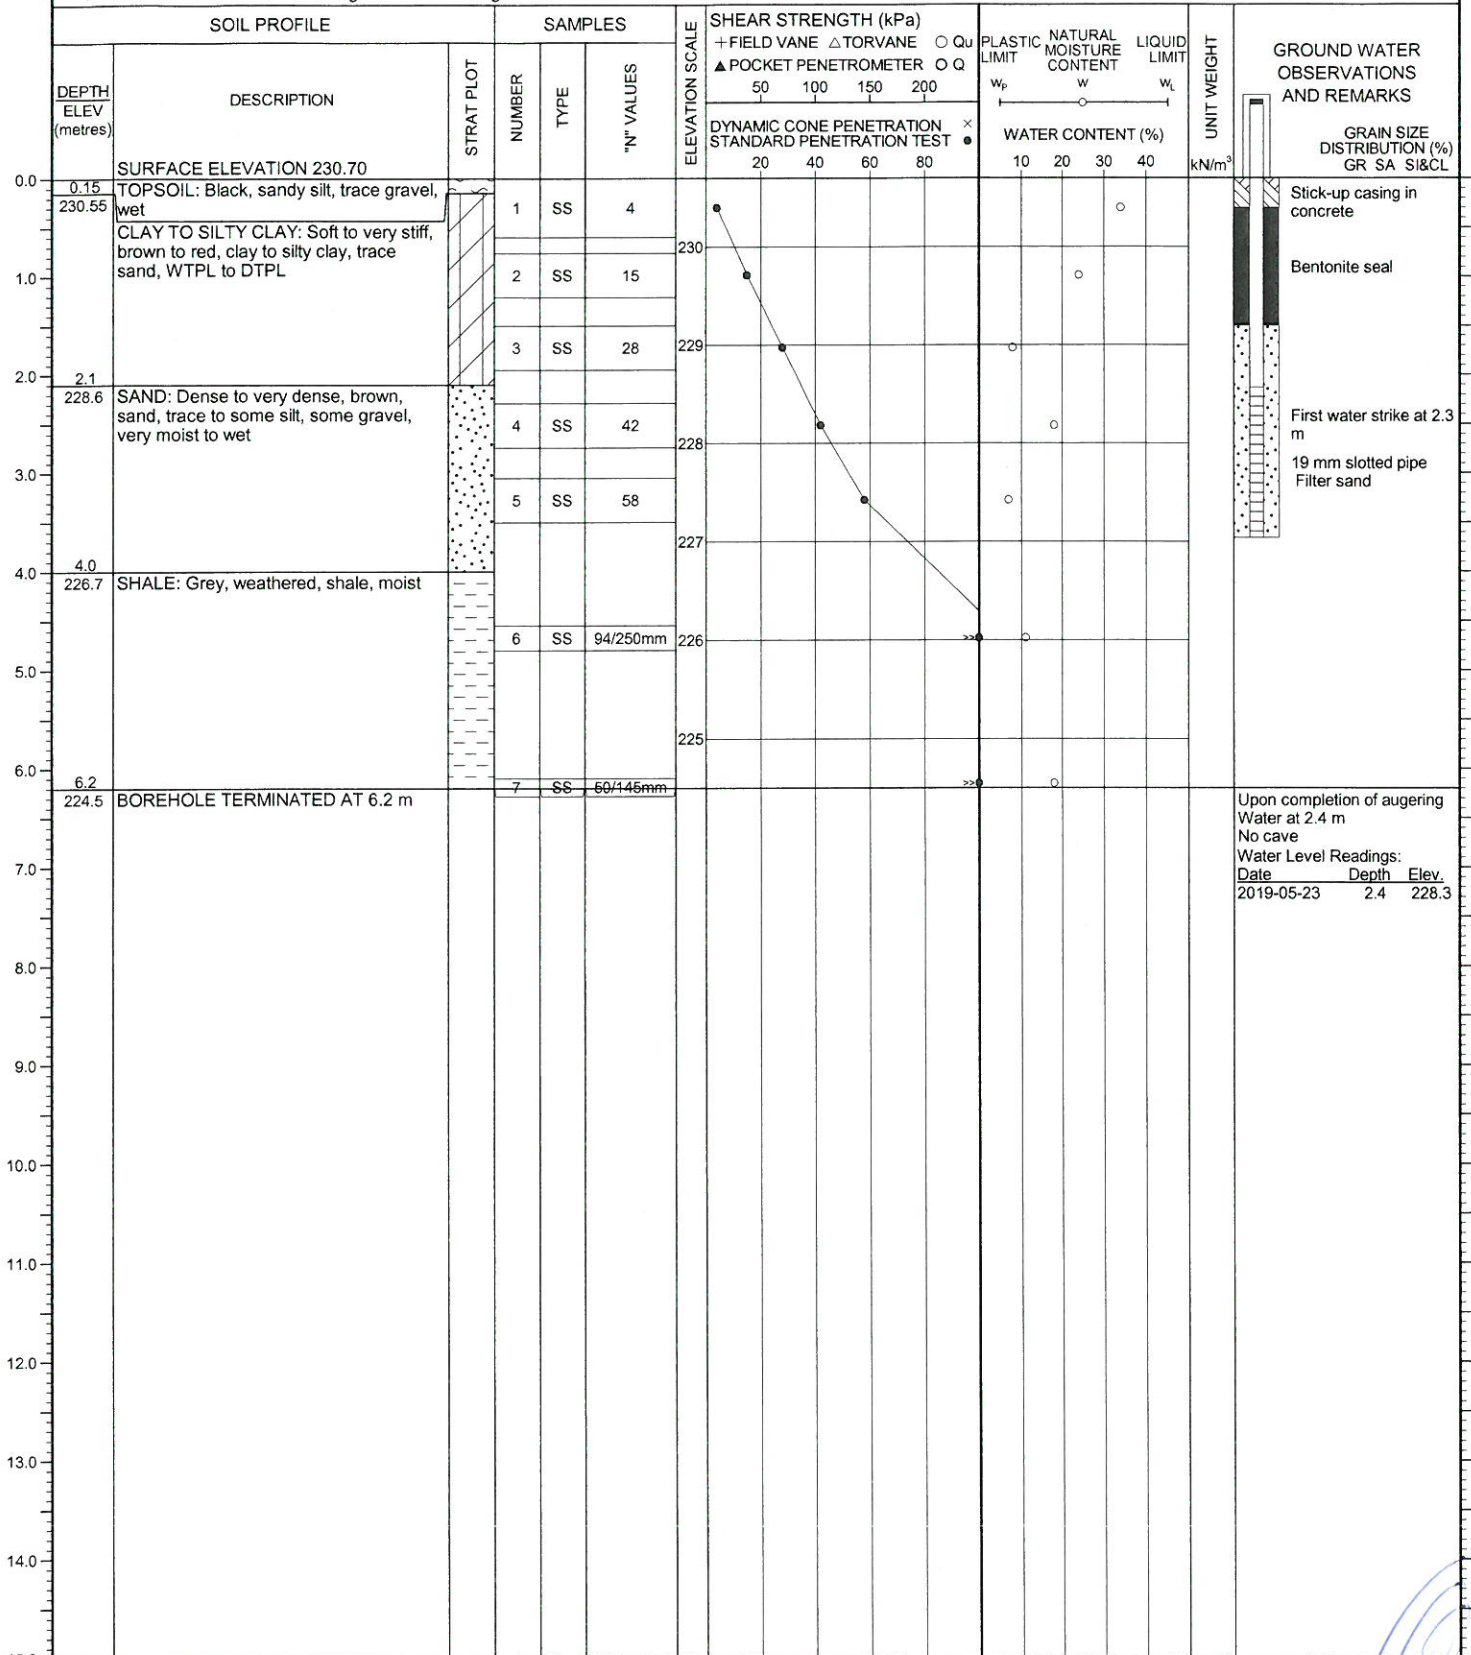 SOIL PROFILE
SAMPLES
ELEVATION SCALE
SHEAR STRENGTH (kPa)
+FIELD VANE △TORVANE ○ Qu
▲POCKET PENETROMETER ○ Q
50 100 150 200
DYNAMIC CONE PENETRATION ×
STANDARD PENETRATION TEST ●
20 40 60 80
PLASTIC LIMIT
NATURAL MOISTURE CONTENT
LIQUID LIMIT
WP W WL
WATER CONTENT (%)
10 20 30 40
UNIT WEIGHT
kN/m³
GROUND WATER
OBSERVATIONS
AND REMARKS
GRAIN SIZE
DISTRIBUTION (%)
GR SA SI&CL
DEPTH
ELEV
(metres)
DESCRIPTION
STRAT PLOT
NUMBER
TYPE
"N" VALUES
SURFACE ELEVATION 230.70
0.0
0.15
230.55
TOPSOIL: Black, sandy silt, trace gravel,
wet
CLAY TO SILTY CLAY: Soft to very stiff,
brown to red, clay to silty clay, trace
sand, WTPL to DTPL
1 SS 4
2 SS 15
3 SS 28
230
229
Stick-up casing in
concrete
Bentonite seal
1.0
2.0
2.1
228.6
SAND: Dense to very dense, brown,
sand, trace to some silt, some gravel,
very moist to wet
4 SS 42
5 SS 58
228
227
First water strike at 2.3
m
19 mm slotted pipe
Filter sand
3.0
4.0
4.0
226.7
SHALE: Grey, weathered, shale, moist
6 SS 94/250mm
226
>>
5.0
225
6.0
6.2
7 SS 50/145mm
>>
224.5
BOREHOLE TERMINATED AT 6.2 m
Upon completion of augering
Water at 2.4 m
No cave
Water Level Readings:
Date Depth Elev.
2019-05-23 2.4 228.3
7.0
8.0
9.0
10.0
11.0
12.0
13.0
14.0